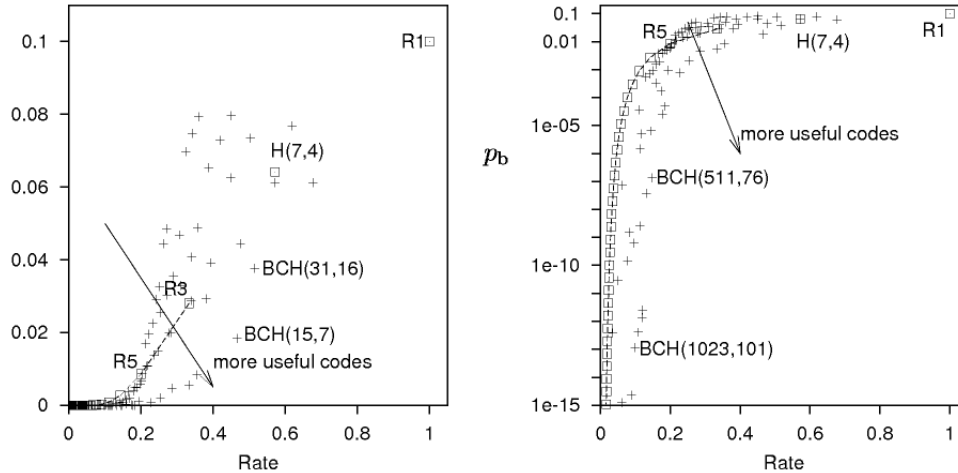 0.1
0.08
0.06
0.04
0.02
0
0
0.2
0.4
0.6
0.8
1
Rate
R1
H(7,4)
BCH(31,16)
R3
BCH(15,7)
R5
more useful codes
p_b
0.1
0.01
1e-05
1e-10
1e-15
0
0.2
0.4
0.6
0.8
1
Rate
R5
H(7,4)
R1
more useful codes
BCH(511,76)
BCH(1023,101)